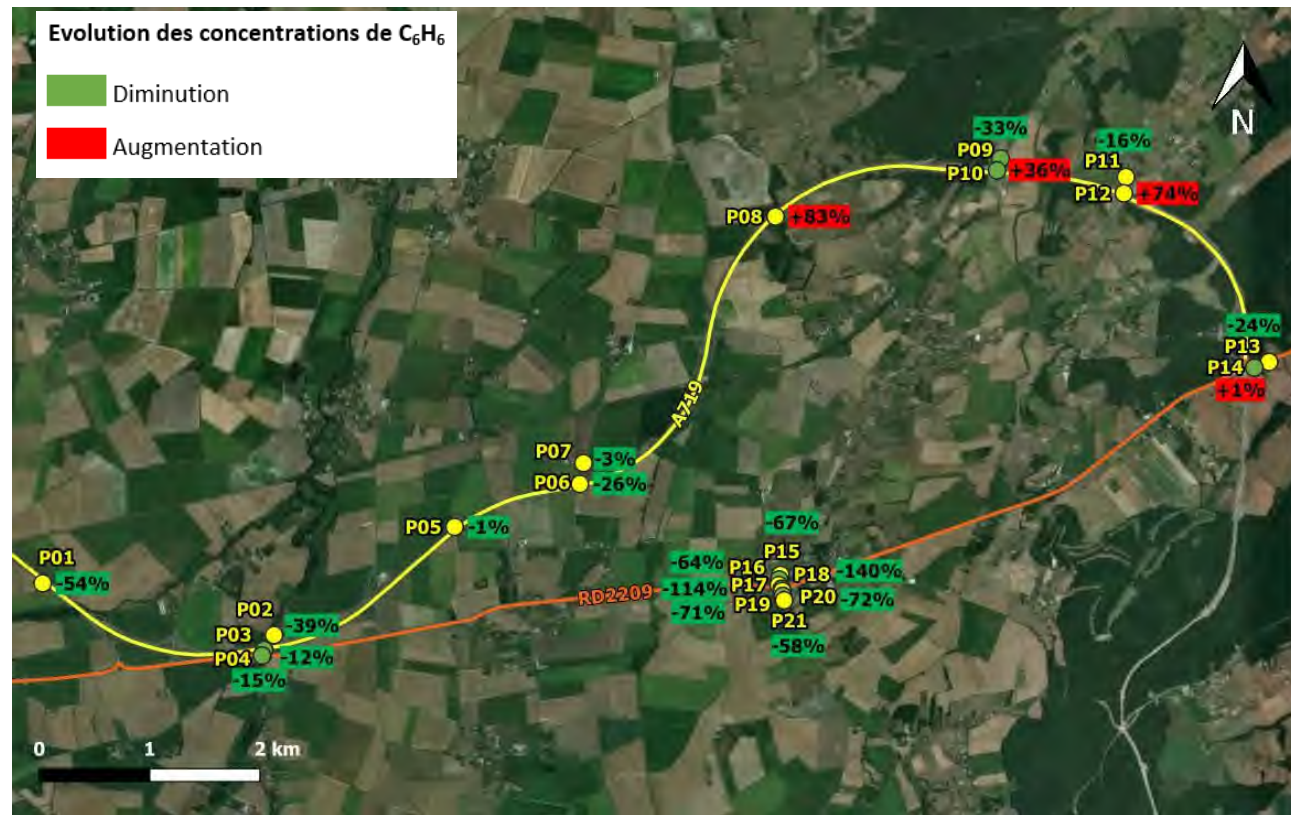 Evolution des concentrations de C₆H₆
Diminution
Augmentation
N
-33%
P09
P10
+36%
-16%
P11
P12
+74%
P08
+83%
-24%
P13
P14
+1%
A719
P07
-3%
P06
-26%
P05
-1%
P01
-54%
P02
-39%
P03
P04
-12%
-15%
RD2209
-67%
P15
-64%
P16
P18
-140%
-114%
P17
-71%
P19
P20
-72%
P21
-58%
0 1 2 km